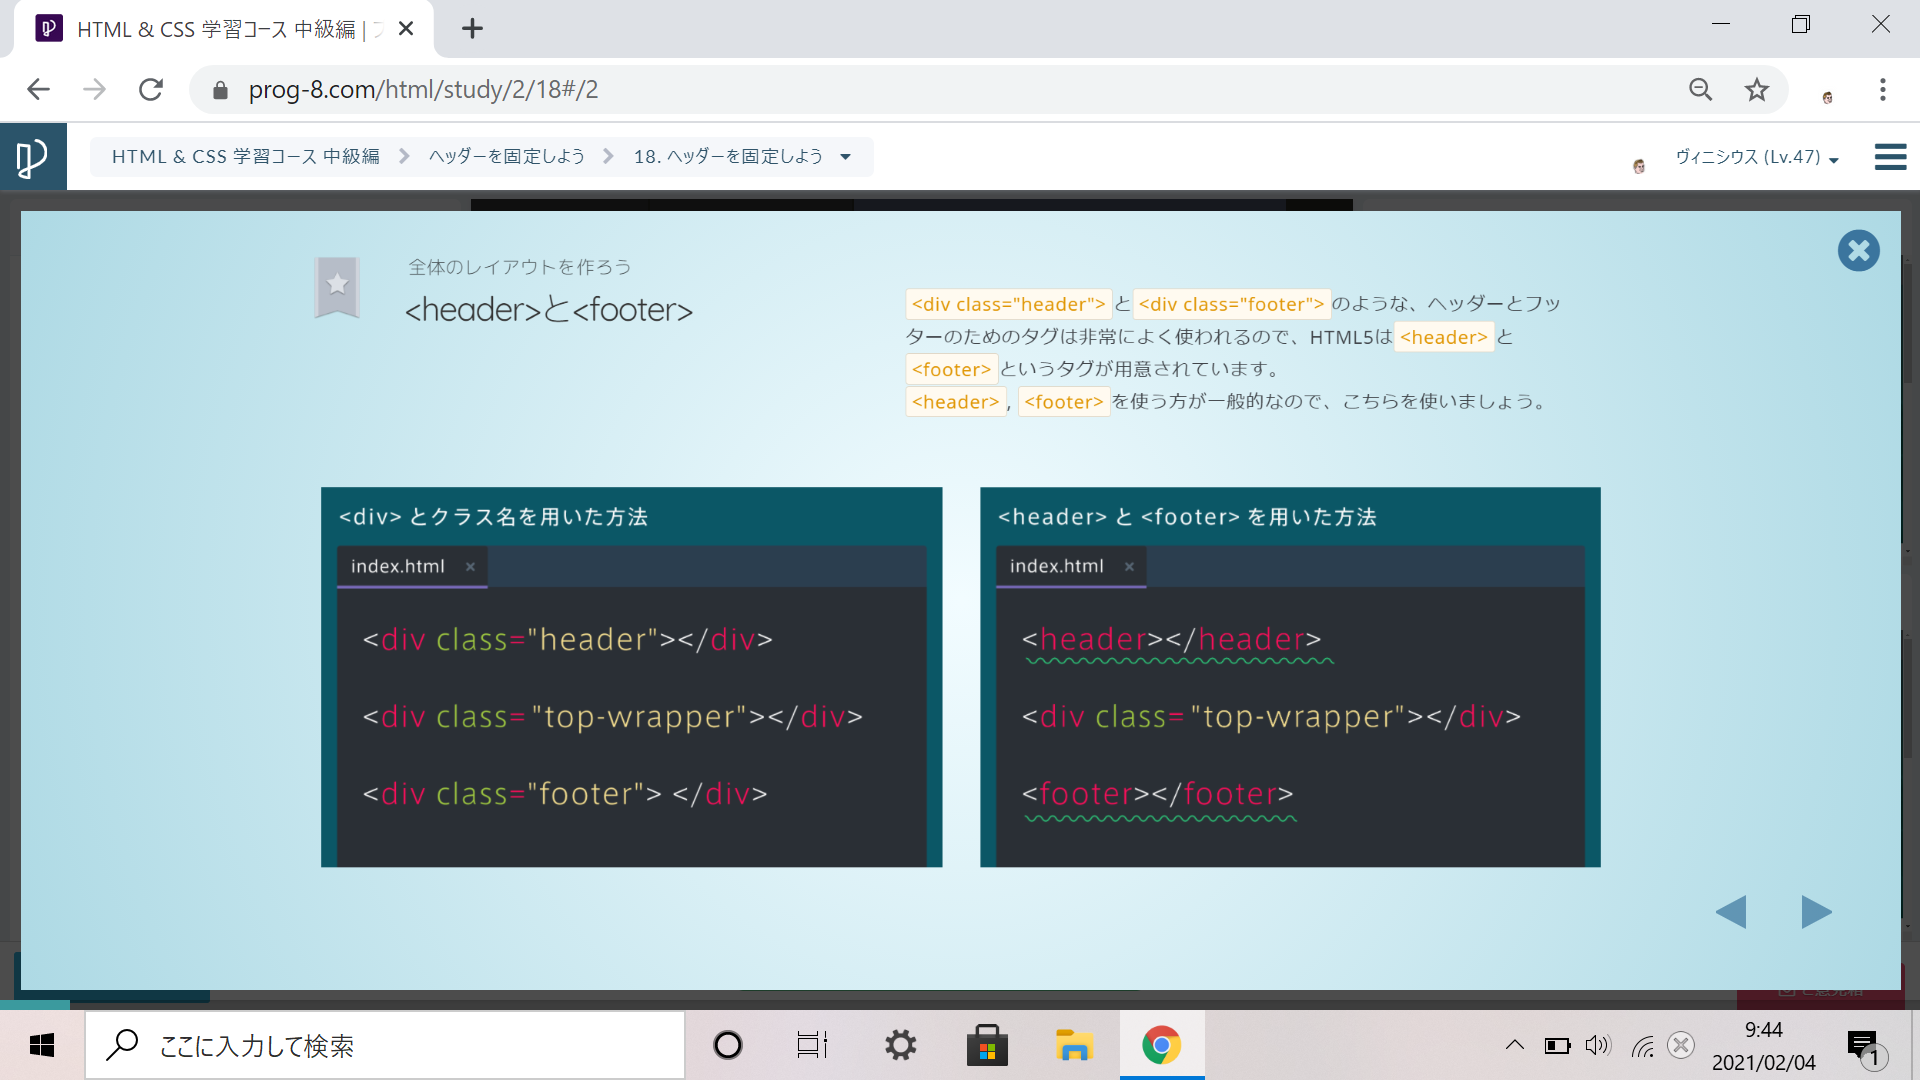 HTML & CSS 学習コース 中級編 |
prog-8.com/html/study/2/18#/2
HTML & CSS 学習コース 中級編 ヘッダーを固定しよう 18. ヘッダーを固定しよう
ヴィニシウス (Lv.47)
全体のレイアウトを作ろう
<header>と<footer>
<div class="header">と<div class="footer">のような、ヘッダーとフッ
ターのためのタグは非常によく使われるので、HTML5は<header>と
<footer>というタグが用意されています。
<header>, <footer>を使う方が一般的なので、こちらを使いましょう。
<div> とクラス名を用いた方法
index.html ×
<div class="header"></div>
<div class="top-wrapper"></div>
<div class="footer"> </div>
<header> と <footer> を用いた方法
index.html ×
<header></header>
<div class="top-wrapper"></div>
<footer></footer>
ここに入力して検索
9:44
2021/02/04
1